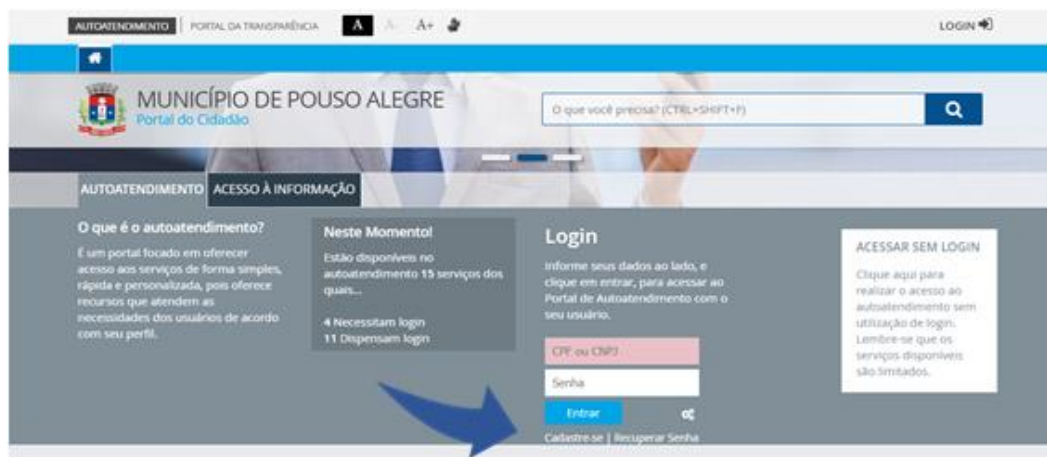 AUTOATENDIMENTO | PORTAL DA TRANSPARÊNCIA A A- A+ LOGIN
MUNICÍPIO DE POUSO ALEGRE
Portal do Cidadão
O que você precisa? (CTRL+SHIFT+F)
AUTOATENDIMENTO ACESSO À INFORMAÇÃO
O que é o autoatendimento?
É um portal focado em oferecer
acesso aos serviços de forma simples,
rápida e personalizada, pois oferece
recursos que atendem as
necessidades dos usuários de acordo
com seu perfil.
Neste Momento!
Estão disponíveis no
autoatendimento 15 serviços dos
quais...
4 Necessitam login
11 Dispensam login
Login
Informe seus dados ao lado, e
clique em entrar, para acessar ao
Portal de Autoatendimento com o
seu usuário.
CPF ou CNPJ
Senha
Entrar
Cadastre-se | Recuperar Senha
ACESSAR SEM LOGIN
Clique aqui para
realizar o acesso ao
autoatendimento sem
utilização de login.
Lembre-se que os
serviços disponíveis
são limitados.